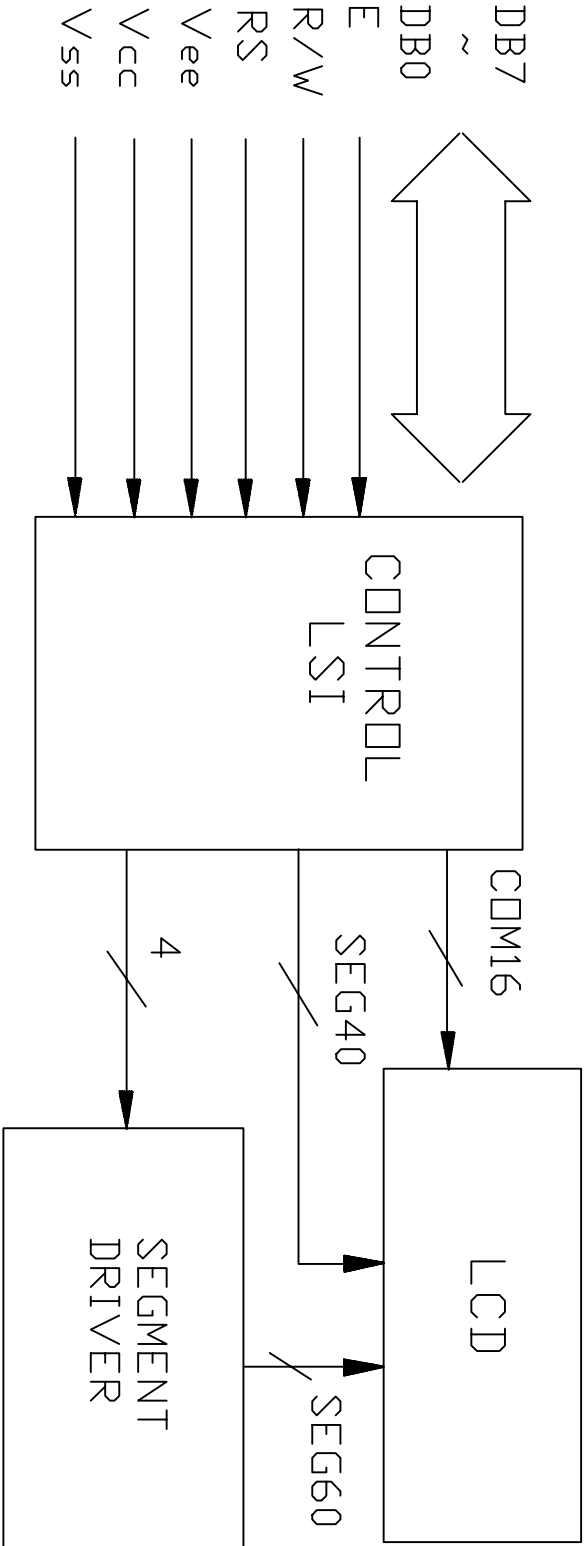 DB7
~
DB0
E
R/W
RS
Vee
Vcc
Vss
CONTROL
LSI
COM16
SEG40
4
LCD
SEG60
SEGMENT
DRIVER